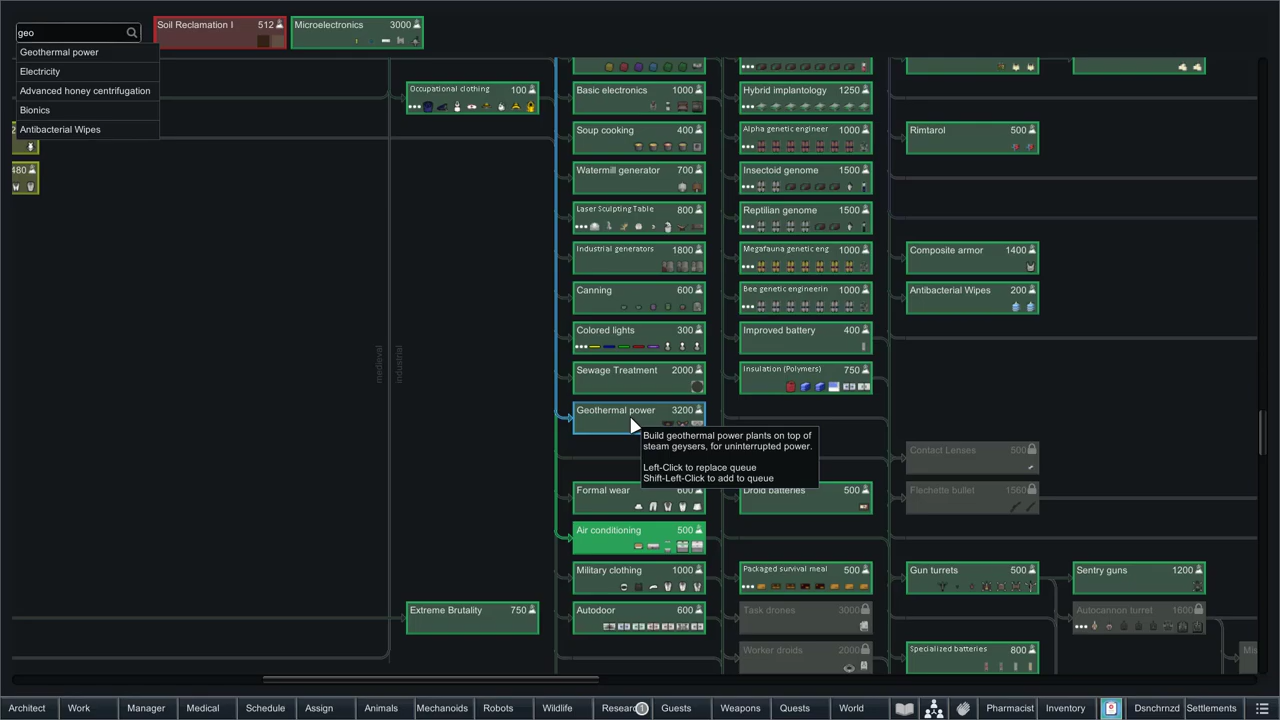 geo
Soil Reclamation I 512
Microelectronics 3000
Geothermal power
Electricity
Advanced honey centrifugation
Bionics
Antibacterial Wipes
480
medieval
industrial
Occupational clothing 100
Extreme Brutality 750
Basic electronics 1000
Soup cooking 400
Watermill generator 700
Laser Sculpting Table 800
Industrial generators 1800
Canning 600
Colored lights 300
Sewage Treatment 2000
Geothermal power 3200
Build geothermal power plants on top of
steam geysers, for uninterrupted power.
Left-Click to replace queue
Shift-Left-Click to add to queue
Formal wear 600
Air conditioning 500
Military clothing 1000
Autodoor 600
Hybrid implantology 1250
Alpha genetic engineer 1000
Insectoid genome 1500
Reptilian genome 1500
Megafauna genetic eng 1000
Bee genetic engineerin 1000
Improved battery 400
Insulation (Polymers) 750
Droid batteries 500
Packaged survival meal 500
Task drones 3000
Worker droids 2000
Rimtarol 500
Composite armor 1400
Antibacterial Wipes 200
Contact Lenses 500
Flechette bullet 1560
Gun turrets 500
Specialized batteries 800
Sentry guns 1200
Autocannon turret 1600
Mis
Architect
Work
Manager
Medical
Schedule
Assign
Animals
Mechanoids
Robots
Wildlife
Researc 1
Guests
Weapons
Quests
World
Pharmacist
Inventory
Dsnchrnzd
Settlements